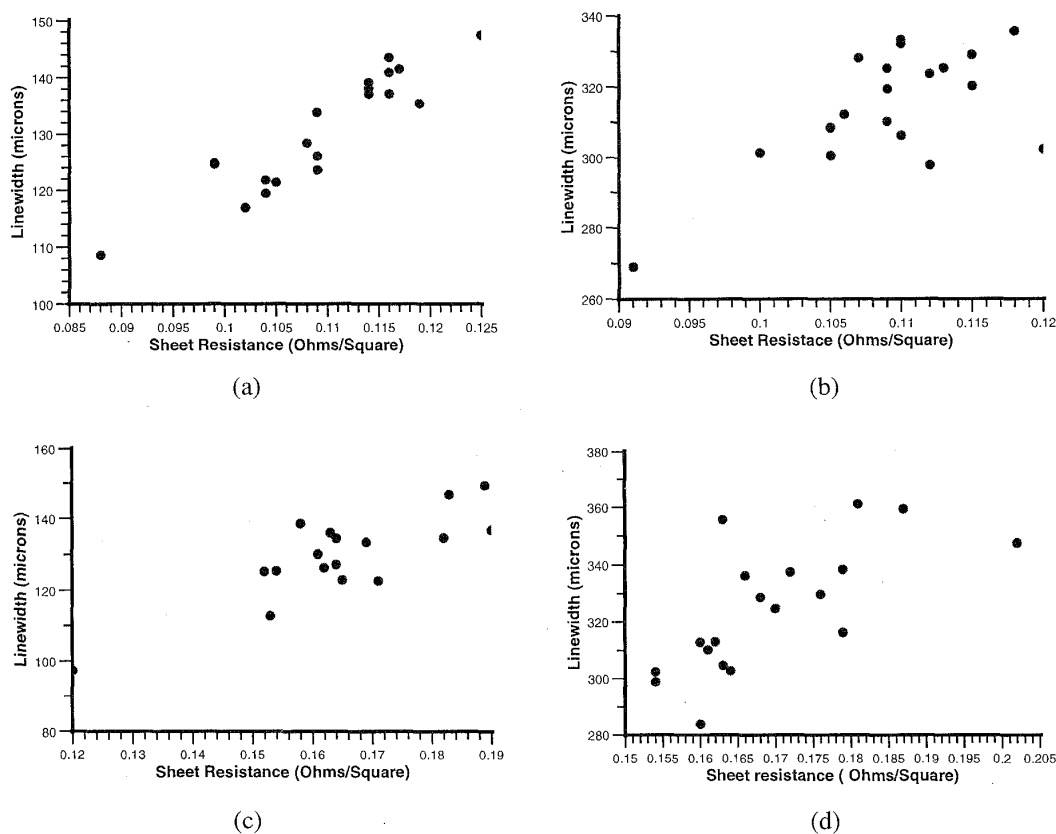 150
140
130
120
110
100
Linewidth (microns)
0.085 0.09 0.095 0.1 0.105 0.11 0.115 0.12 0.125
Sheet Resistance (Ohms/Square)
(a)
340
320
300
280
260
Linewidth (microns)
0.09 0.095 0.1 0.105 0.11 0.115 0.12
Sheet Resistace (Ohms/Square)
(b)
160
140
120
100
80
Linewidth (microns)
0.12 0.13 0.14 0.15 0.16 0.17 0.18 0.19
Sheet Resistance (Ohms/Square)
(c)
380
360
340
320
300
280
Linewidth (microns)
0.15 0.155 0.16 0.165 0.17 0.175 0.18 0.185 0.19 0.195 0.2 0.205
Sheet resistance ( Ohms/Square)
(d)